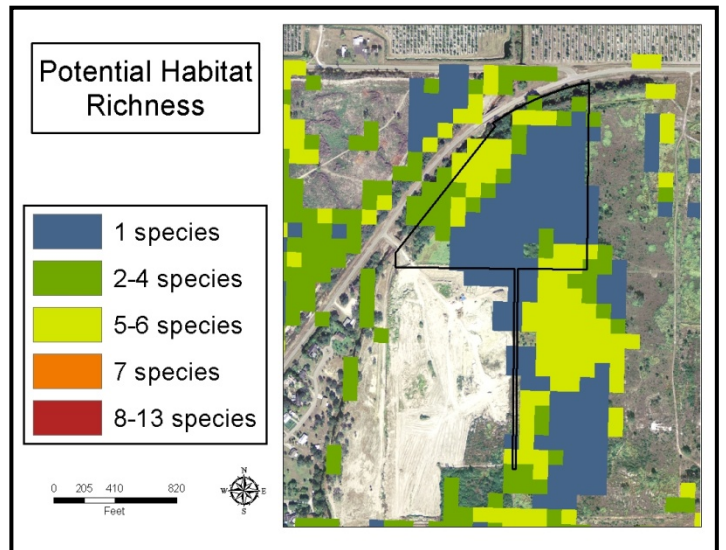 Potential Habitat
Richness
1 species
2-4 species
5-6 species
7 species
8-13 species
0 205 410 820
Feet
N
W E
S